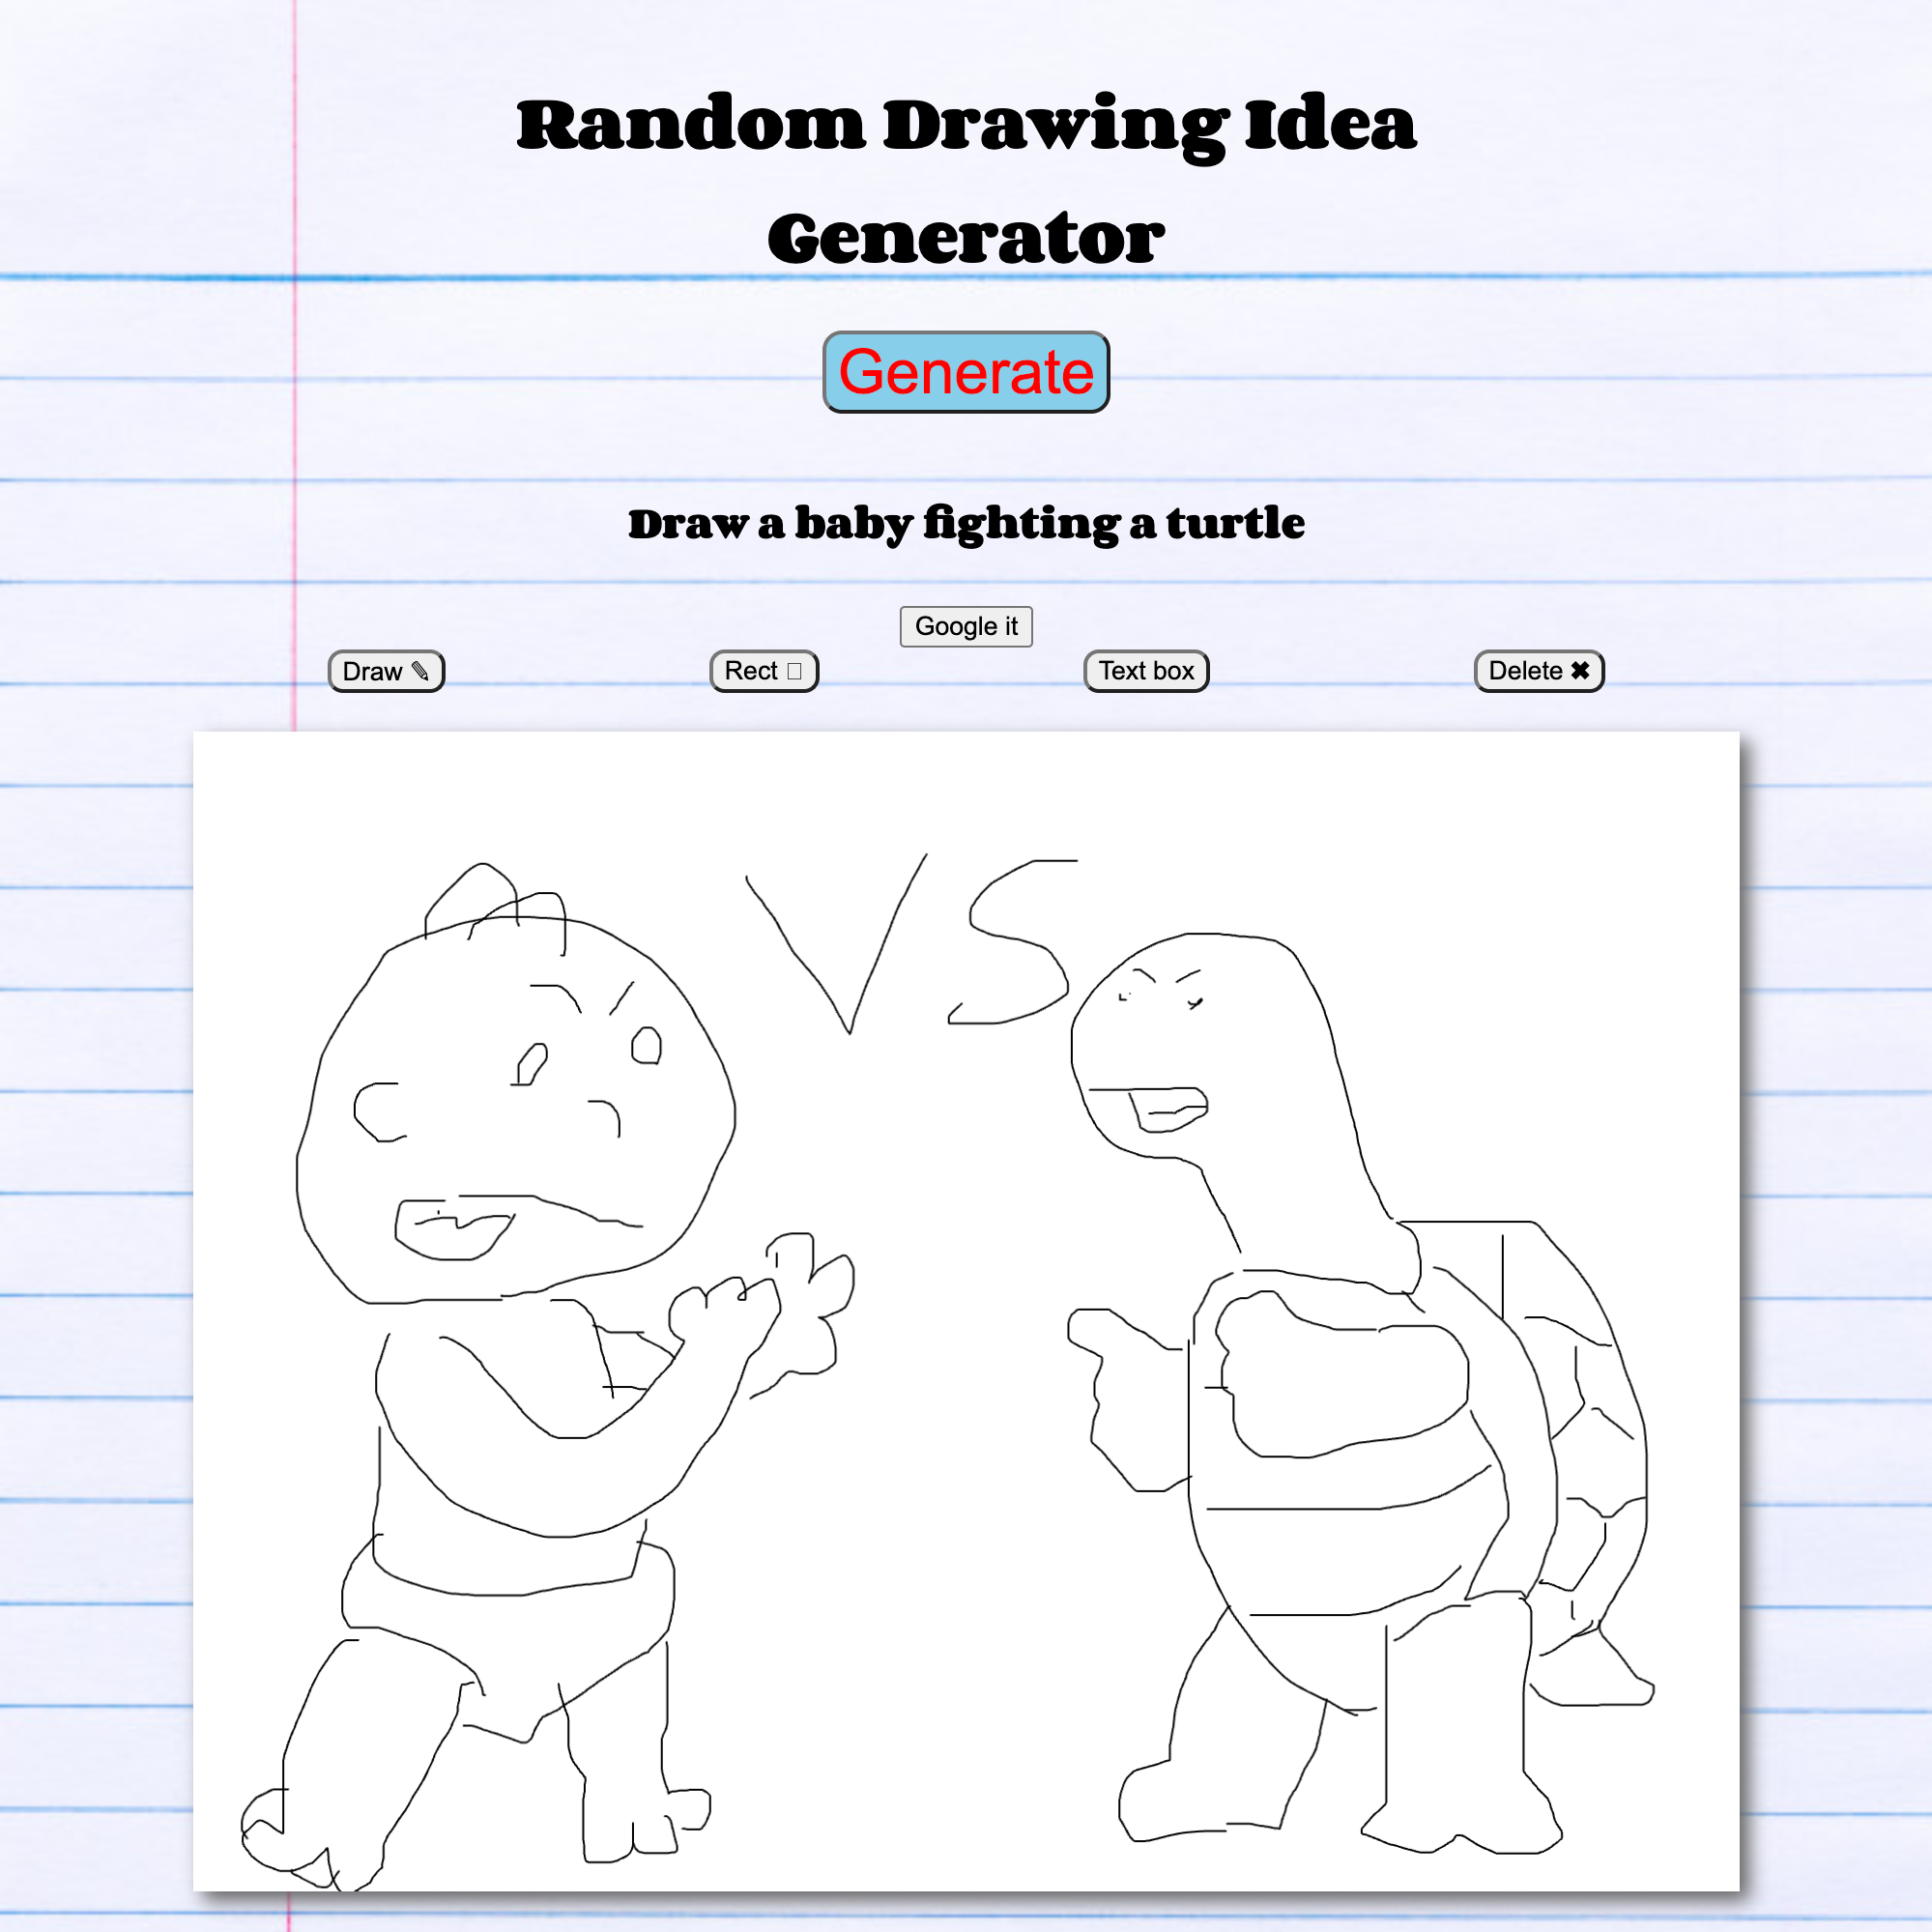 Random Drawing Idea
Generator
Generate
Draw a baby fighting a turtle
Google it
Draw ✎
Rect □
Text box
Delete ✖
VS